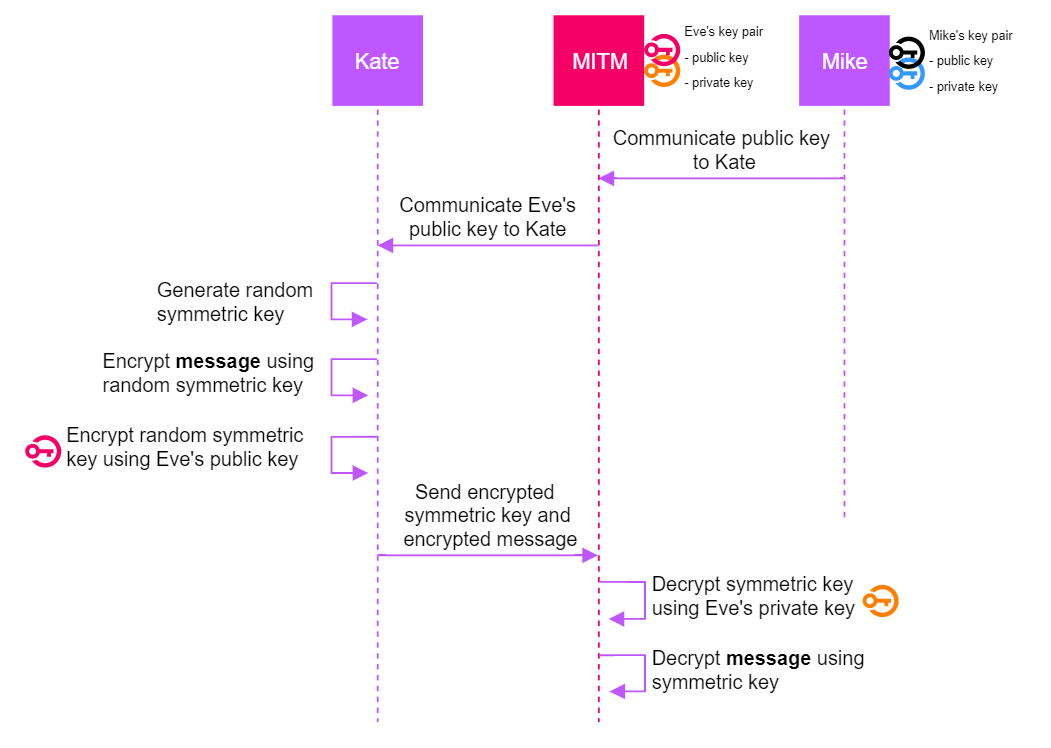 Kate
MITM
Eve's key pair
- public key
- private key
Mike
Mike's key pair
- public key
- private key
Communicate public key
to Kate
Communicate Eve's
public key to Kate
Generate random
symmetric key
Encrypt message using
random symmetric key
Encrypt random symmetric
key using Eve's public key
Send encrypted
symmetric key and
encrypted message
Decrypt symmetric key
using Eve's private key
Decrypt message using
symmetric key